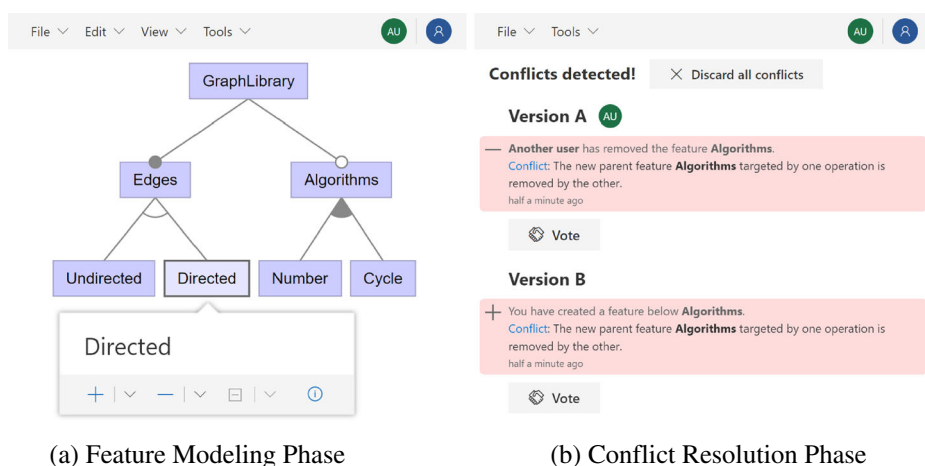 File Edit View Tools AU
GraphLibrary
Edges Algorithms
Undirected Directed Number Cycle
Directed
(a) Feature Modeling Phase
File Tools AU
Conflicts detected! Discard all conflicts
Version A AU
Another user has removed the feature Algorithms.
Conflict: The new parent feature Algorithms targeted by one operation is
removed by the other.
half a minute ago
Vote
Version B
You have created a feature below Algorithms.
Conflict: The new parent feature Algorithms targeted by one operation is
removed by the other.
half a minute ago
Vote
(b) Conflict Resolution Phase